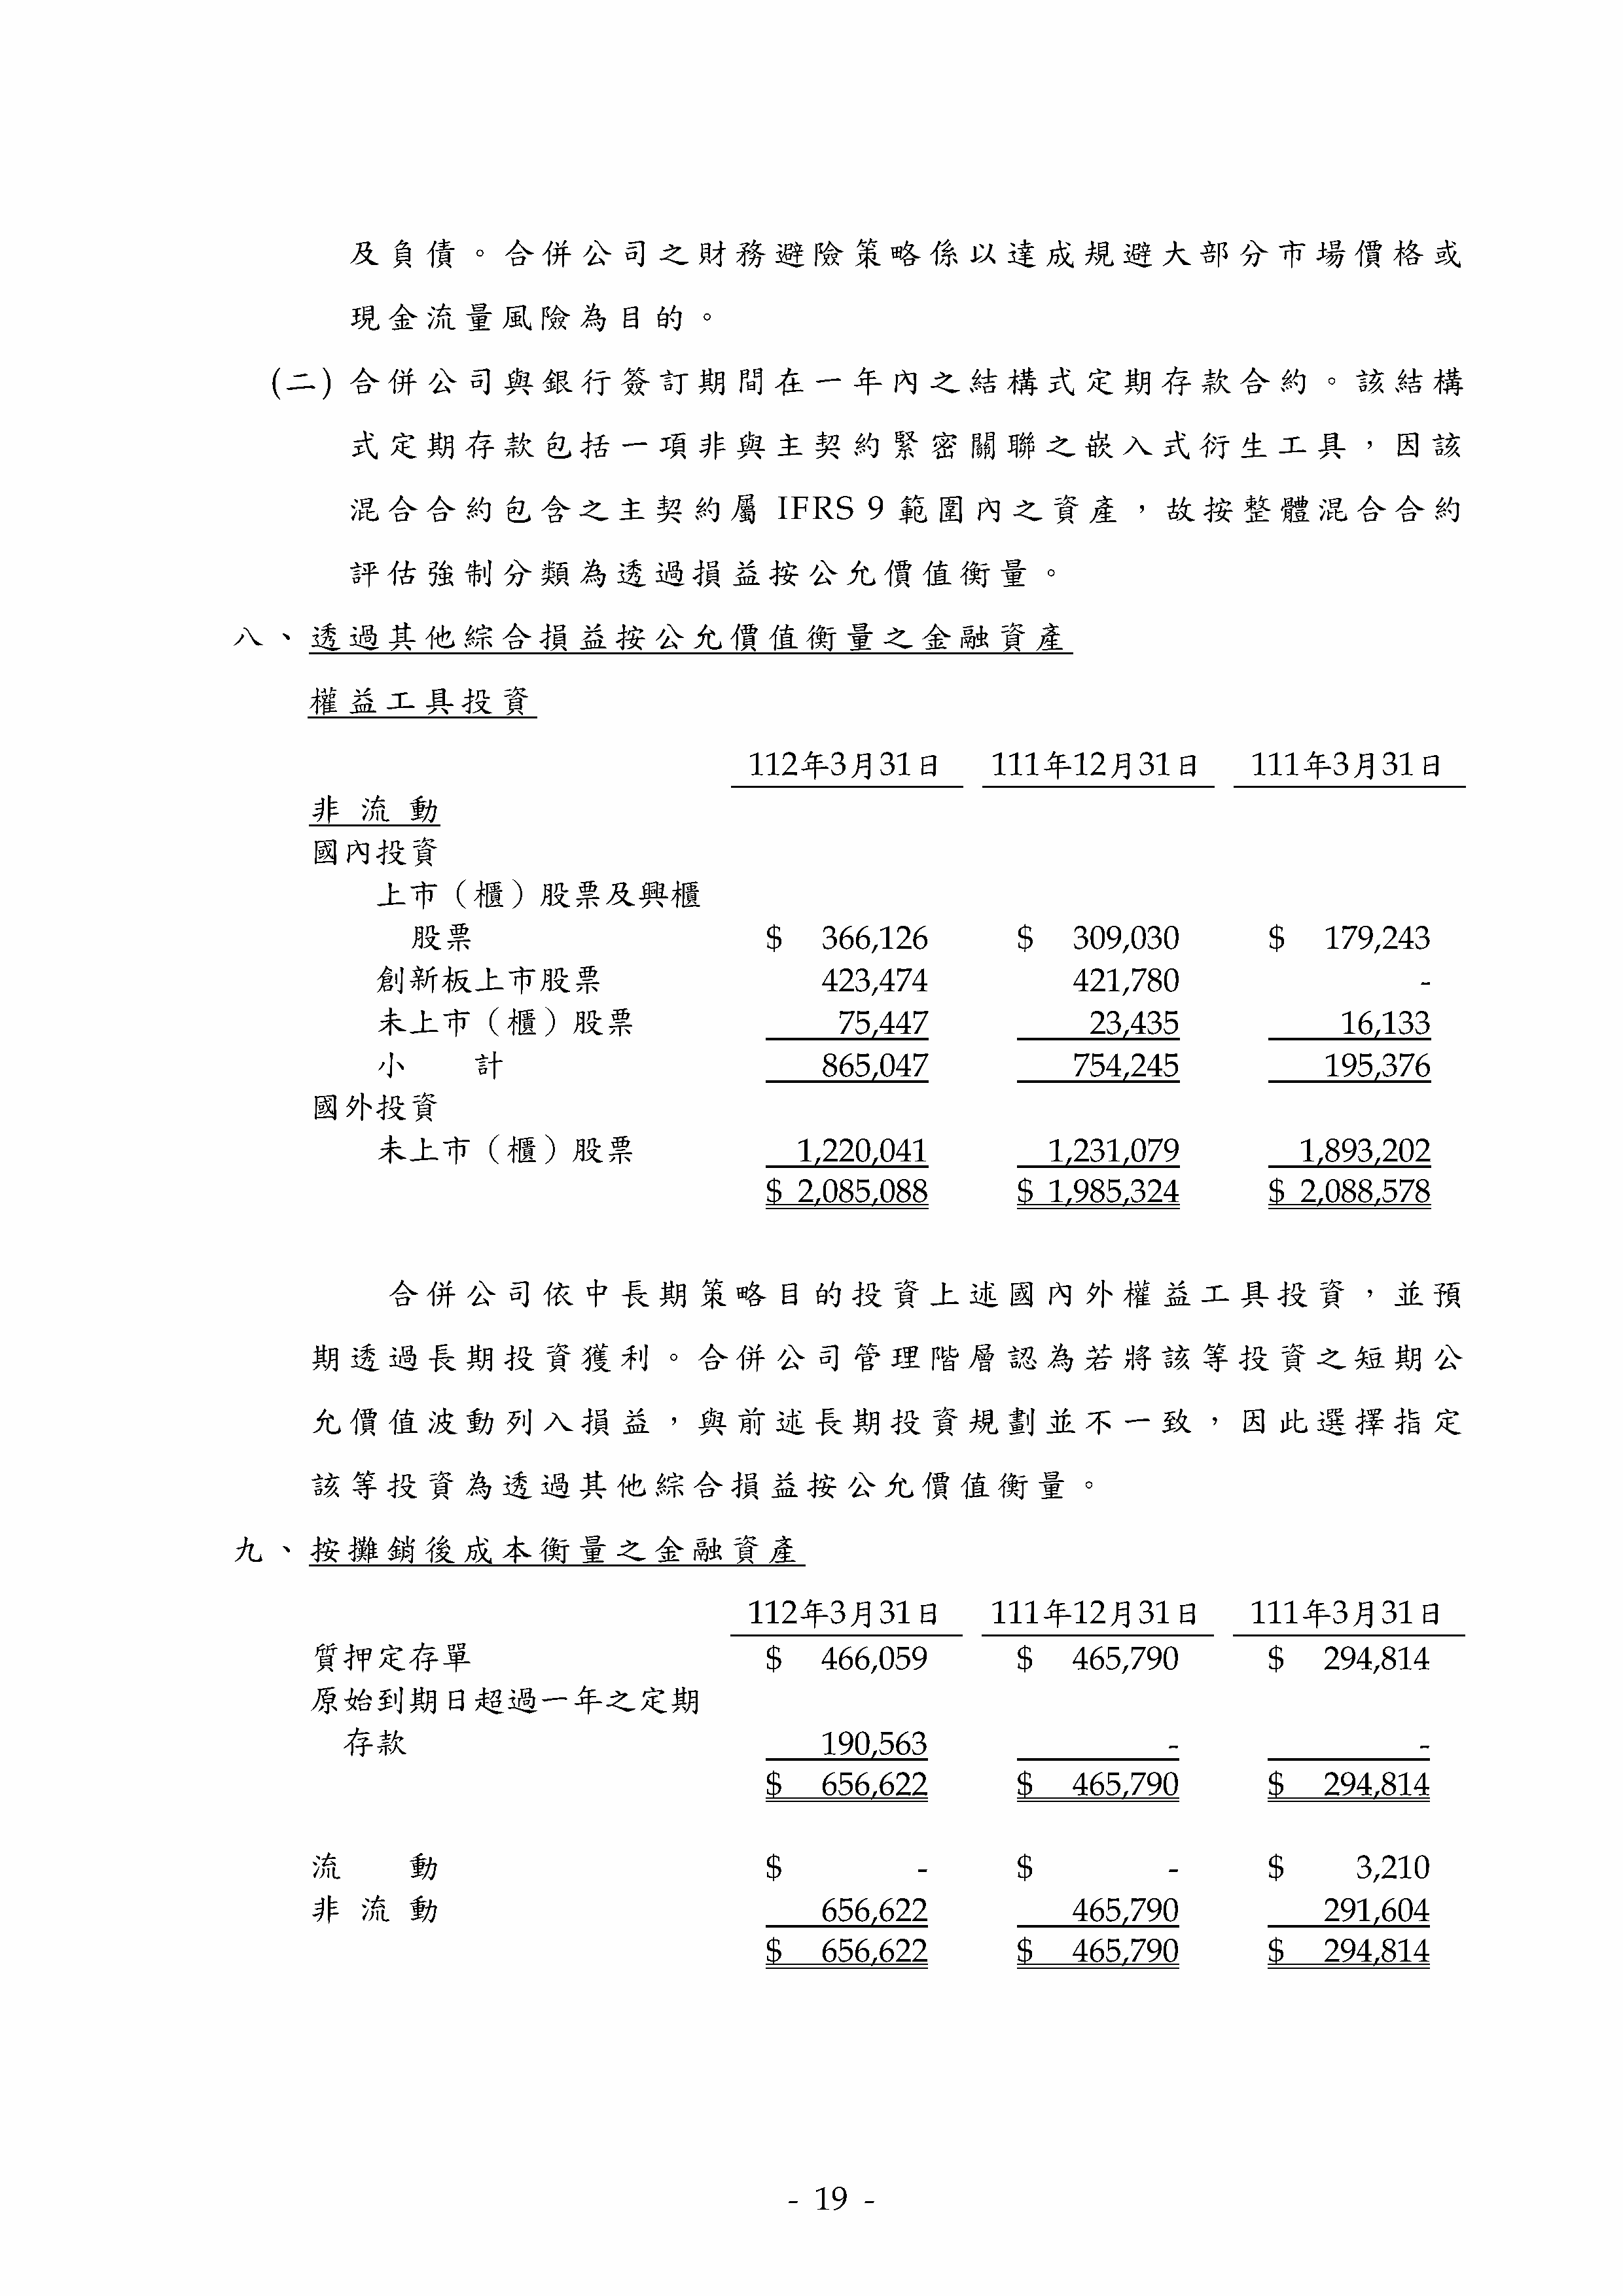 及負債。合併公司之財務避險策略係以達成規避大部分市場價格或
現金流量風險為目的。
(二) 合併公司與銀行簽訂期間在一年內之結構式定期存款合約。該結構
式定期存款包括一項非與主契約緊密關聯之嵌入式衍生工具，因該
混合合約包含之主契約屬 IFRS 9 範圍內之資產，故按整體混合合約
評估強制分類為透過損益按公允價值衡量。
八、透過其他綜合損益按公允價值衡量之金融資產
權益工具投資
112年3月31日 111年12月31日 111年3月31日
非流動
國內投資
上市（櫃）股票及興櫃
股票 $ 366,126 $ 309,030 $ 179,243
創新板上市股票 423,474 421,780 -
未上市（櫃）股票 75,447 23,435 16,133
小計 865,047 754,245 195,376
國外投資
未上市（櫃）股票 1,220,041 1,231,079 1,893,202
$ 2,085,088 $ 1,985,324 $ 2,088,578
合併公司依中長期策略目的投資上述國內外權益工具投資，並預
期透過長期投資獲利。合併公司管理階層認為若將該等投資之短期公
允價值波動列入損益，與前述長期投資規劃並不一致，因此選擇指定
該等投資為透過其他綜合損益按公允價值衡量。
九、按攤銷後成本衡量之金融資產
112年3月31日 111年12月31日 111年3月31日
質押定存單 $ 466,059 $ 465,790 $ 294,814
原始到期日超過一年之定期
存款 190,563 - -
$ 656,622 $ 465,790 $ 294,814
流動 $ - $ - $ 3,210
非流動 656,622 465,790 291,604
$ 656,622 $ 465,790 $ 294,814
- 19 -